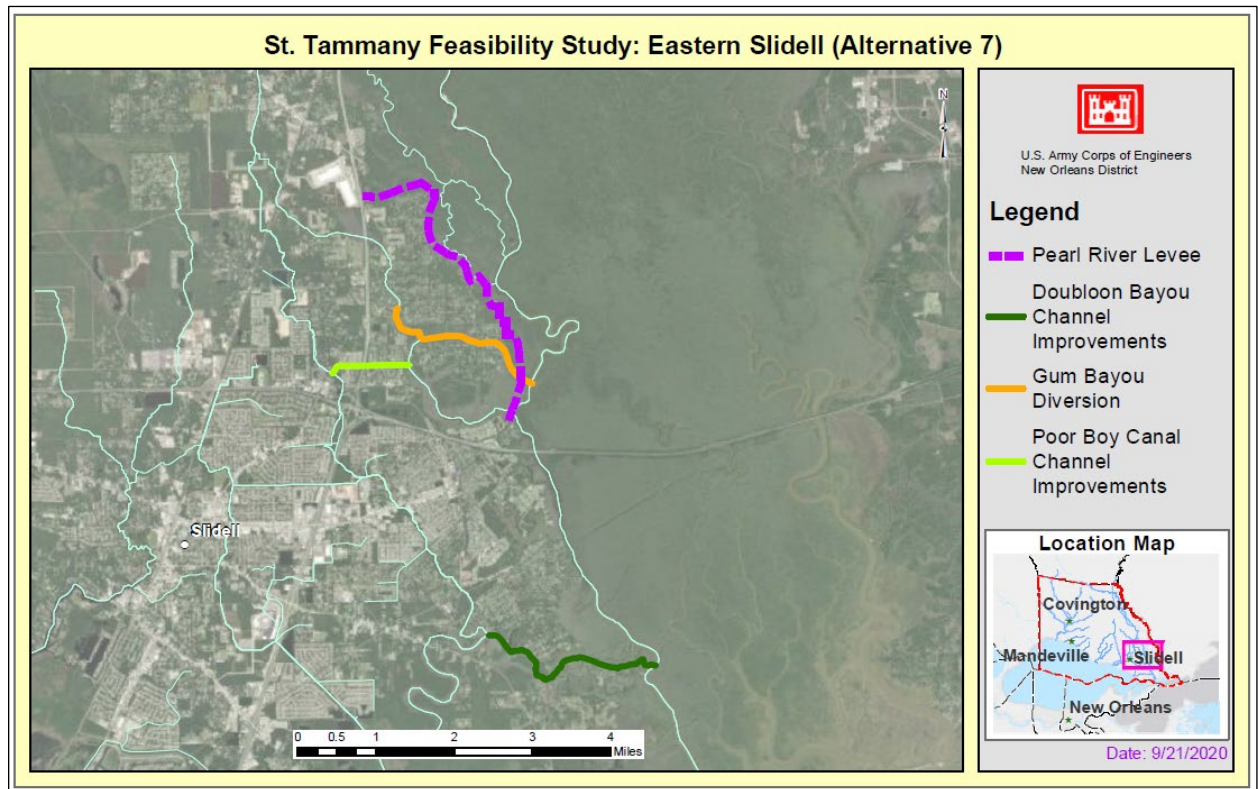 St. Tammany Feasibility Study: Eastern Slidell (Alternative 7)
N
Slidell
0 0.5 1 2 3 4
Miles
U.S. Army Corps of Engineers
New Orleans District
Legend
Pearl River Levee
Doubloon Bayou
Channel
Improvements
Gum Bayou
Diversion
Poor Boy Canal
Channel
Improvements
Location Map
Covington
Mandeville
Slidell
New Orleans
Date: 9/21/2020